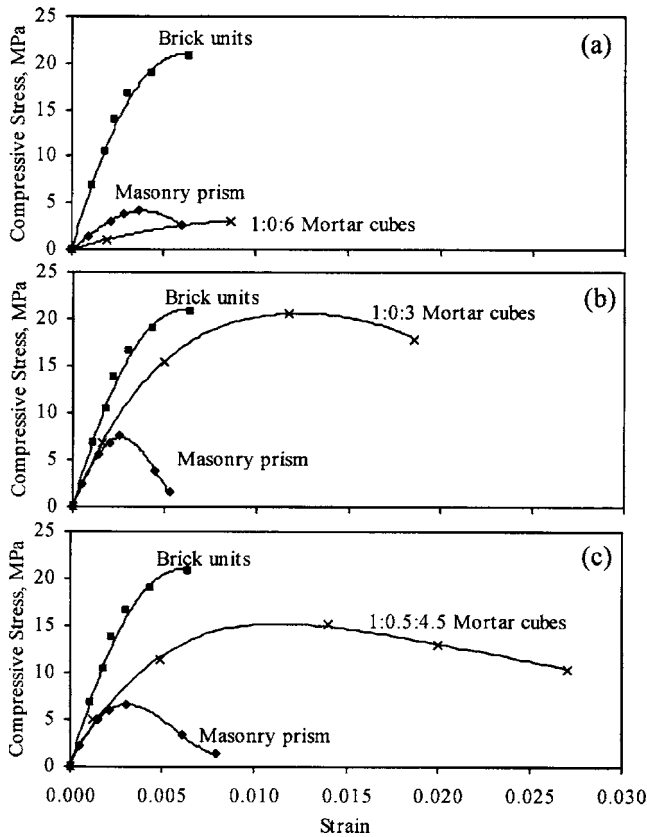 Compressive Stress, MPa
25
20
15
10
5
0
Brick units
(a)
Masonry prism
1:0:6 Mortar cubes
Compressive Stress, MPa
25
20
15
10
5
0
Brick units
(b)
1:0:3 Mortar cubes
Masonry prism
Compressive Stress, MPa
25
20
15
10
5
0
Brick units
(c)
1:0.5:4.5 Mortar cubes
Masonry prism
0.000 0.005 0.010 0.015 0.020 0.025 0.030
Strain